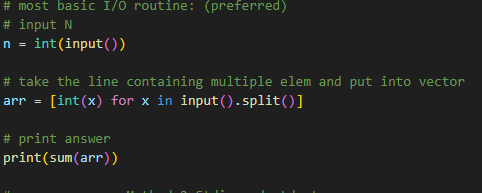 # most basic I/O routine: (preferred)
# input N
n = int(input())
# take the line containing multiple elem and put into vector
arr = [int(x) for x in input().split()]
# print answer
print(sum(arr))